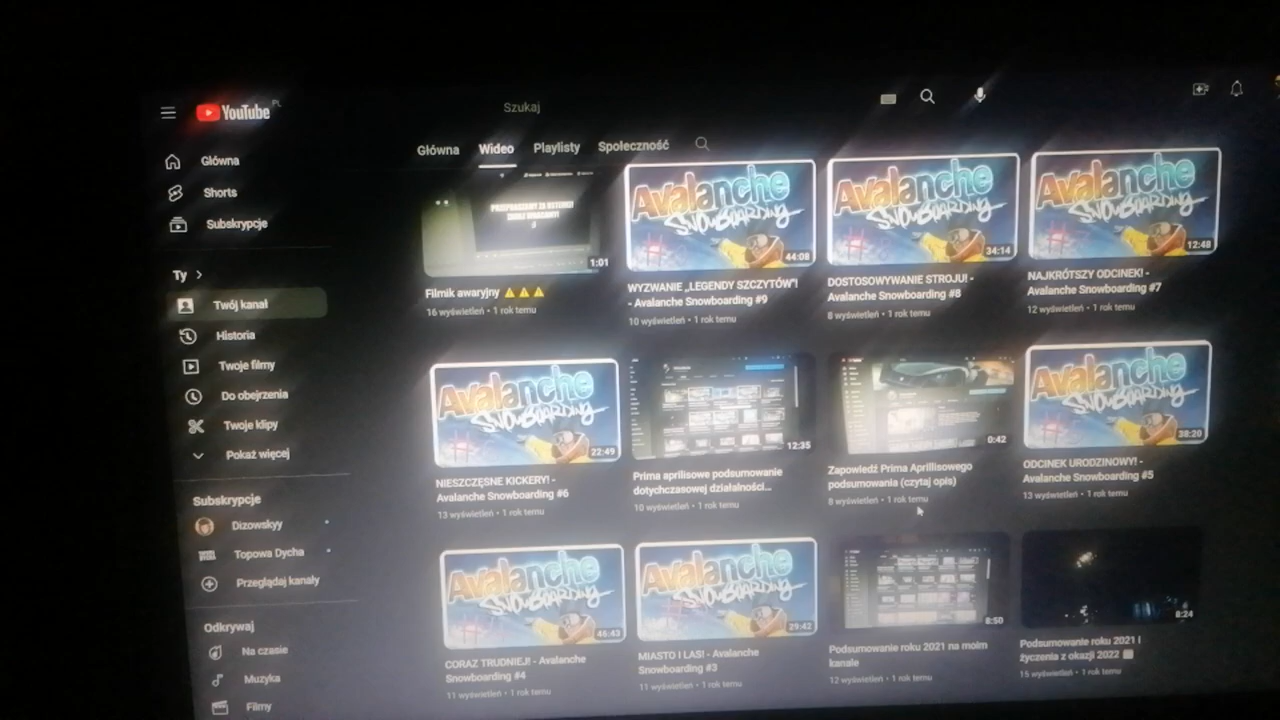 YouTube PL
Szukaj
Główna
Shorts
Subskrypcje
Ty
Twój kanał
Historia
Twoje filmy
Do obejrzenia
Twoje klipy
Pokaż więcej
Subskrypcje
Dizowskyy
Topowa Dycha
Przeglądaj kanały
Odkrywaj
Na czasie
Muzyka
Filmy
Główna Wideo Playlisty Społeczność
1:01
Filmik awaryjny
16 wyświetleń • 1 rok temu
Avalanche
SNOWBOARDING
44:08
WYZWANIE „LEGENDY SZCZYTÓW"!
- Avalanche Snowboarding #9
10 wyświetleń • 1 rok temu
Avalanche
SNOWBOARDING
34:14
DOSTOSOWYWANIE STROJU! -
Avalanche Snowboarding #8
8 wyświetleń • 1 rok temu
Avalanche
SNOWBOARDING
12:48
NAJKRÓTSZY ODCINEK! -
Avalanche Snowboarding #7
12 wyświetleń • 1 rok temu
Avalanche
SNOWBOARDING
22:49
NIESZCZĘSNE KICKERY! -
Avalanche Snowboarding #6
13 wyświetleń • 1 rok temu
12:35
Prima aprilisowe podsumowanie
dotychczasowej działalności...
10 wyświetleń • 1 rok temu
0:42
Zapowiedź Prima Aprillisowego
podsumowania (czytaj opis)
8 wyświetleń • 1 rok temu
Avalanche
SNOWBOARDING
38:20
ODCINEK URODZINOWY! -
Avalanche Snowboarding #5
13 wyświetleń • 1 rok temu
Avalanche
SNOWBOARDING
46:43
CORAZ TRUDNIEJ! - Avalanche
Snowboarding #4
11 wyświetleń • 1 rok temu
Avalanche
SNOWBOARDING
29:42
MIASTO I LAS! - Avalanche
Snowboarding #3
11 wyświetleń • 1 rok temu
8:50
Podsumowanie roku 2021 na moim
kanale
12 wyświetleń • 1 rok temu
8:24
Podsumowanie roku 2021 i
życzenia z okazji 2022
15 wyświetleń • 1 rok temu